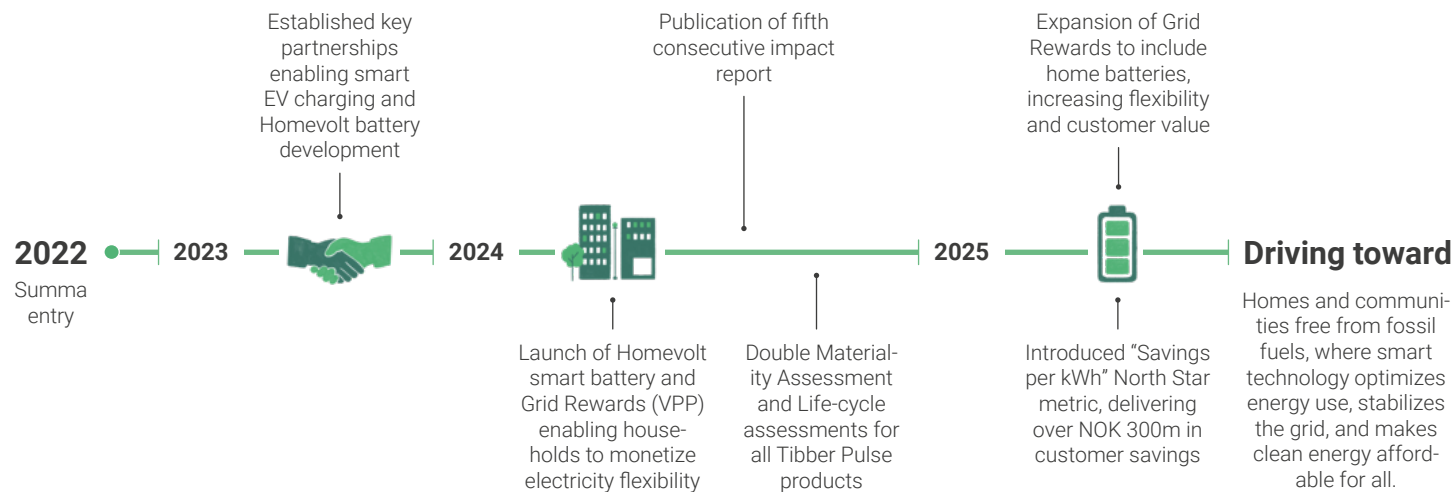 2022
Summa
entry
2023
Established key
partnerships
enabling smart
EV charging and
Homevolt battery
development
2024
Launch of Homevolt
smart battery and
Grid Rewards (VPP)
enabling house-
holds to monetize
electricity flexibility
Publication of fifth
consecutive impact
report
Double Material-
ity Assessment
and Life-cycle
assessments for
all Tibber Pulse
products
2025
Expansion of Grid
Rewards to include
home batteries,
increasing flexibility
and customer value
Introduced “Savings
per kWh” North Star
metric, delivering
over NOK 300m in
customer savings
Driving toward
Homes and communi-
ties free from fossil
fuels, where smart
technology optimizes
energy use, stabilizes
the grid, and makes
clean energy afford-
able for all.